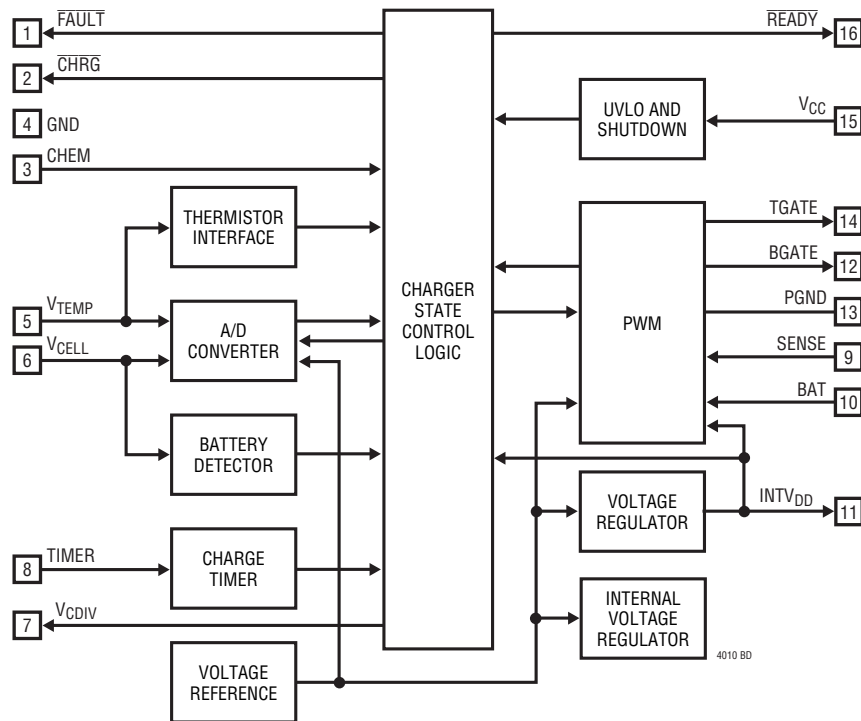 FAULT
1
READY
16
CHRG
2
UVLO AND
SHUTDOWN
VCC
15
4
GND
CHEM
3
THERMISTOR
INTERFACE
TGATE
14
BGATE
12
CHARGER
STATE
CONTROL
LOGIC
PWM
PGND
13
VTEMP
5
A/D
CONVERTER
SENSE
9
VCELL
6
BAT
10
BATTERY
DETECTOR
VOLTAGE
REGULATOR
INTVDD
11
TIMER
8
CHARGE
TIMER
VCDIV
7
INTERNAL
VOLTAGE
REGULATOR
4010 BD
VOLTAGE
REFERENCE